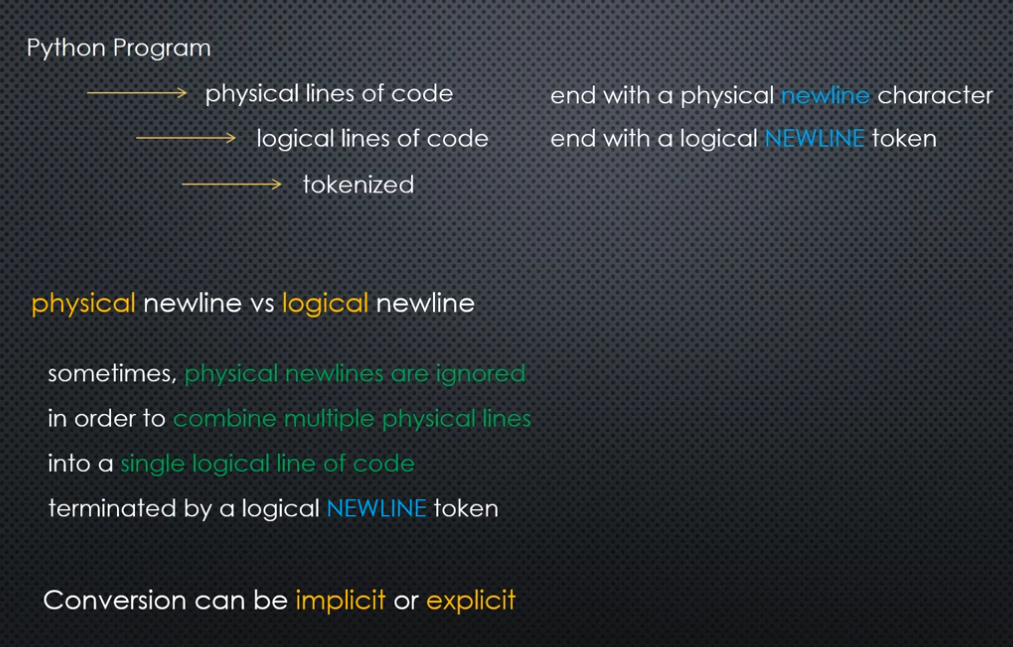 Python Program
physical lines of code end with a physical newline character
logical lines of code end with a logical NEWLINE token
tokenized
physical newline vs logical newline
sometimes, physical newlines are ignored
in order to combine multiple physical lines
into a single logical line of code
terminated by a logical NEWLINE token
Conversion can be implicit or explicit